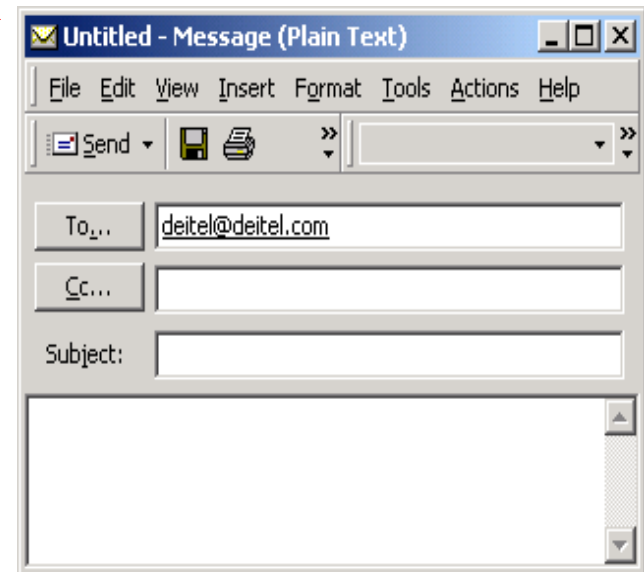 Untitled - Message (Plain Text)
File Edit View Insert Format Tools Actions Help
Send
To... deitel@deitel.com
Cc...
Subject: